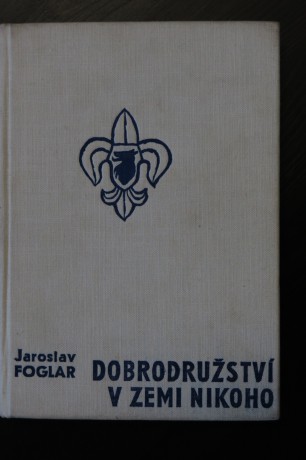 Jaroslav
FOGLAR
DOBRODRUŽSTVÍ
V ZEMI NIKOHO